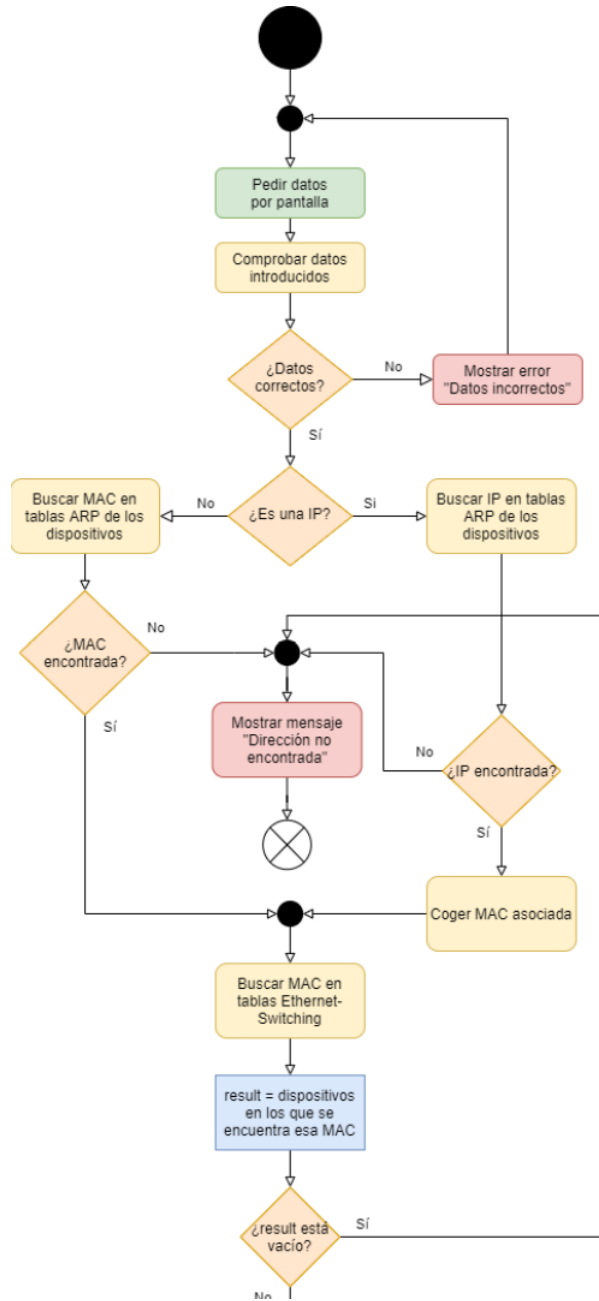 Pedir datos
por pantalla
Comprobar datos
introducidos
¿Datos
correctos?
No
Mostrar error
"Datos incorrectos"
Sí
Buscar MAC en
tablas ARP de los
dispositivos
No
¿Es una IP?
Si
Buscar IP en tablas
ARP de los
dispositivos
¿MAC
encontrada?
No
Sí
Mostrar mensaje
"Dirección no
encontrada"
No
¿IP encontrada?
Sí
Coger MAC asociada
Buscar MAC en
tablas Ethernet-
Switching
result = dispositivos
en los que se
encuentra esa MAC
¿result está
vacío?
Sí
No